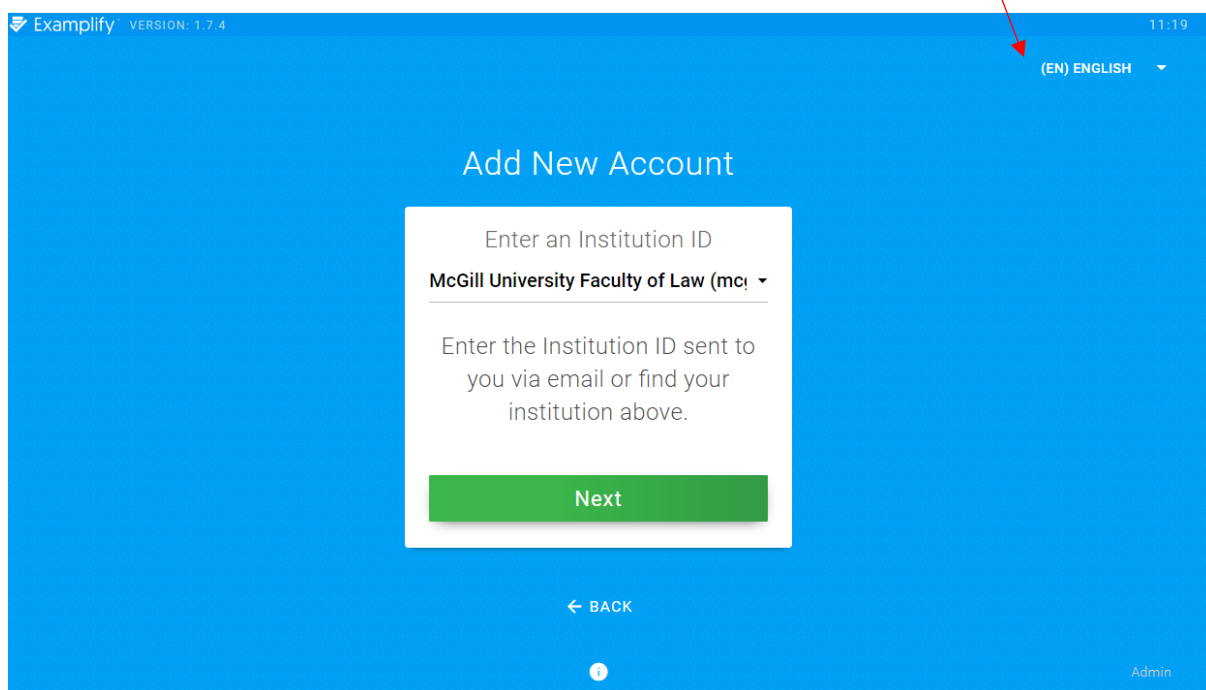 Examplify VERSION: 1.7.4 11:19
(EN) ENGLISH
Add New Account
Enter an Institution ID
McGill University Faculty of Law (mcg
Enter the Institution ID sent to
you via email or find your
institution above.
Next
BACK
Admin